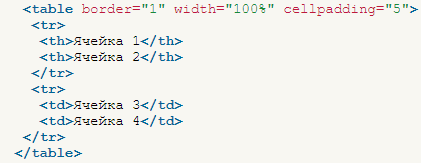 <table border="1" width="100%" cellpadding="5">
<tr>
<th>Ячейка 1</th>
<th>Ячейка 2</th>
</tr>
<tr>
<td>Ячейка 3</td>
<td>Ячейка 4</td>
</tr>
</table>